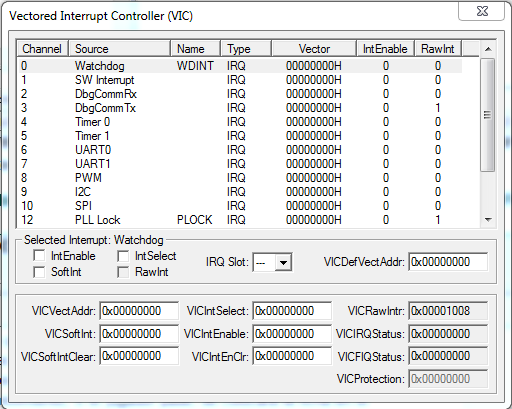 Vectored Interrupt Controller (VIC)
Channel Source Name Type Vector IntEnable RawInt
0 Watchdog WDINT IRQ 00000000H 0 0
1 SW Interrupt IRQ 00000000H 0 0
2 DbgCommRx IRQ 00000000H 0 0
3 DbgCommTx IRQ 00000000H 0 1
4 Timer 0 IRQ 00000000H 0 0
5 Timer 1 IRQ 00000000H 0 0
6 UART0 IRQ 00000000H 0 0
7 UART1 IRQ 00000000H 0 0
8 PWM IRQ 00000000H 0 0
9 I2C IRQ 00000000H 0 0
10 SPI IRQ 00000000H 0 0
12 PLL Lock PLOCK IRQ 00000000H 0 1
Selected Interrupt: Watchdog
IntEnable IntSelect IRQ Slot: --- VICDefVectAddr: 0x00000000
SoftInt RawInt
VICVectAddr: 0x00000000 VICIntSelect: 0x00000000 VICRawIntr: 0x00001008
VICSoftInt: 0x00000000 VICIntEnable: 0x00000000 VICIRQStatus: 0x00000000
VICSoftIntClear: 0x00000000 VICIntEnClr: 0x00000000 VICFIQStatus: 0x00000000
VICProtection: 0x00000000